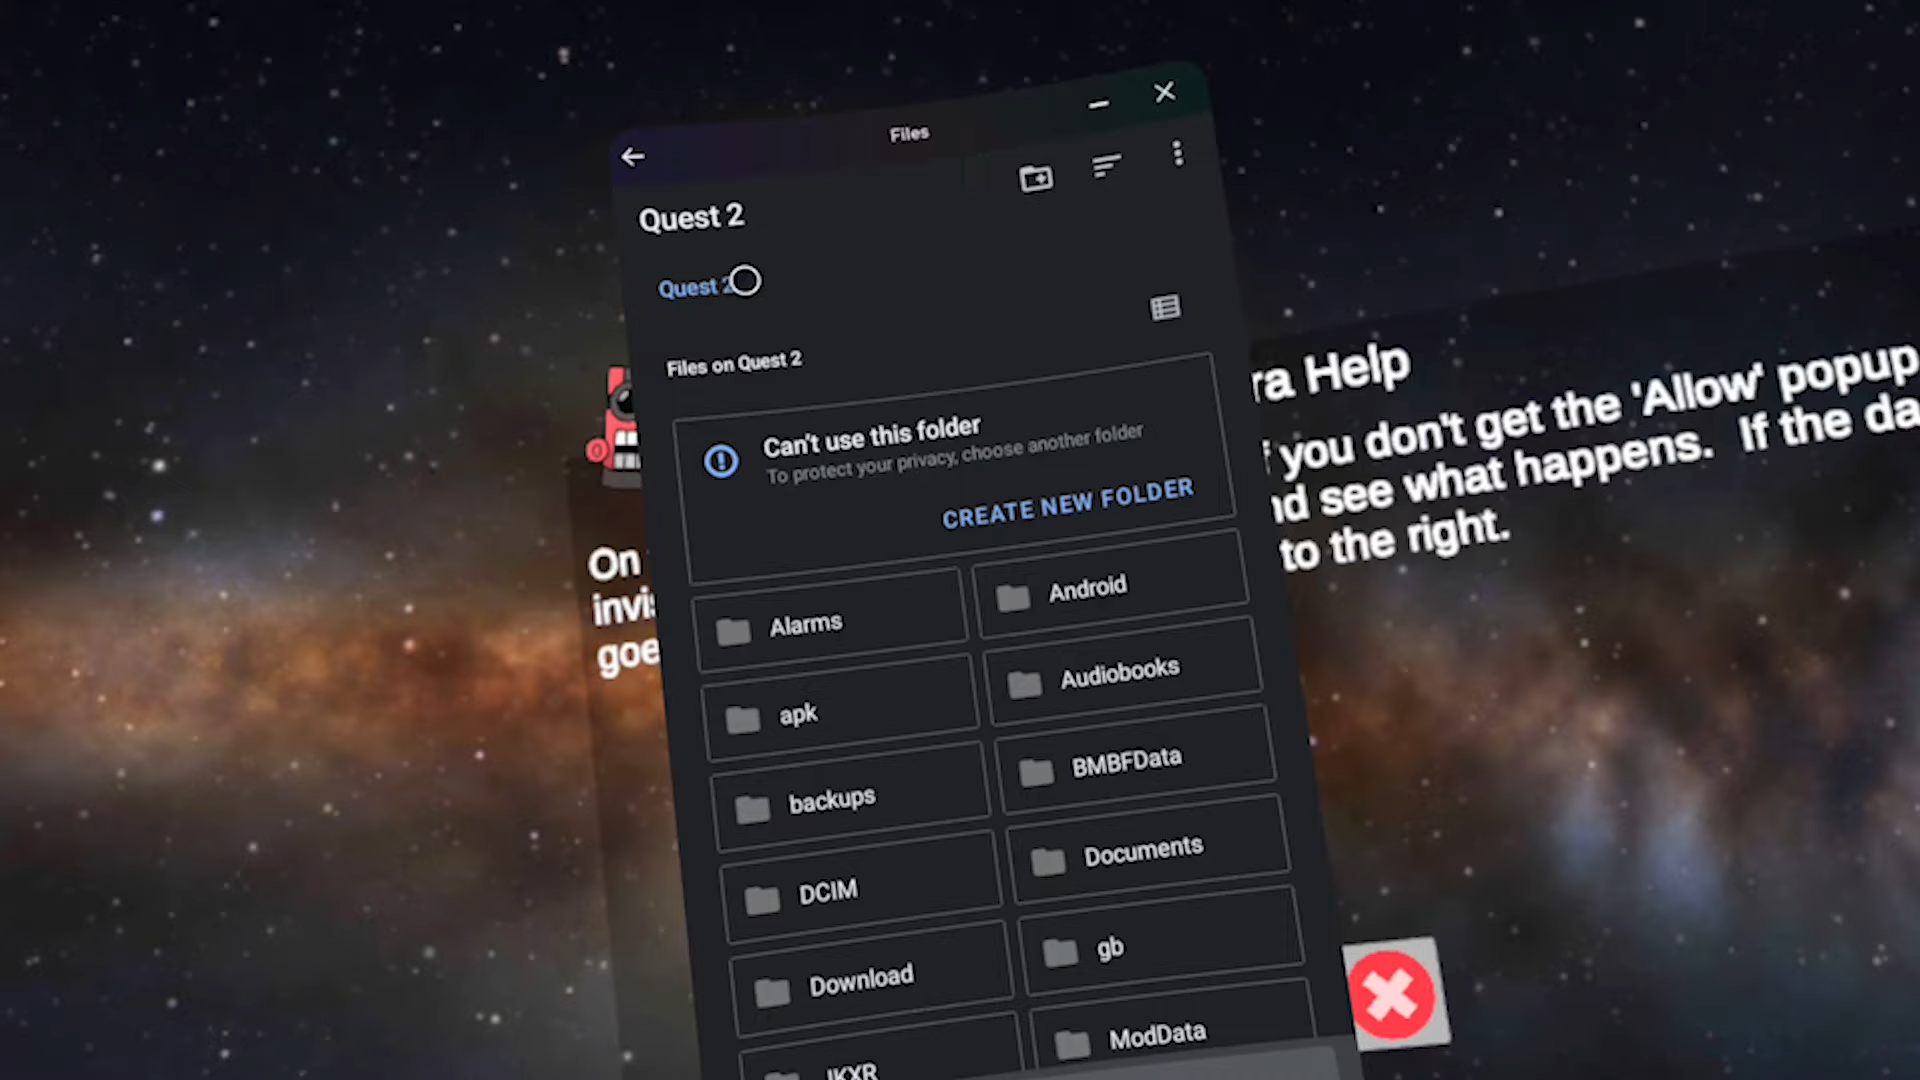 Files
Quest 2
Quest 2
Files on Quest 2
Can't use this folder
To protect your privacy, choose another folder
CREATE NEW FOLDER
Alarms
Android
apk
Audiobooks
backups
BMBFData
DCIM
Documents
Download
gb
JKXR
ModData
On
goe
Help
you don't get the 'Allow' popup
see what happens. If the da
to the right.